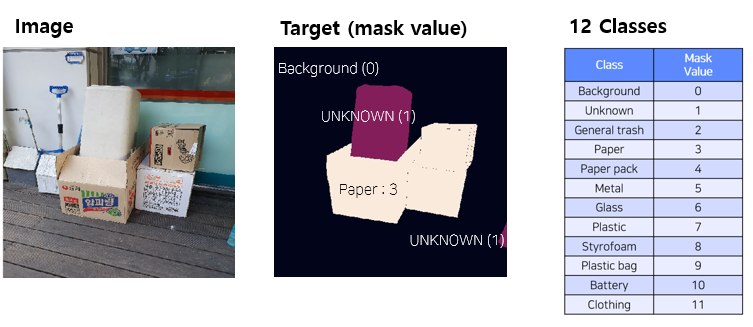 Image
Target (mask value)
12 Classes
Background (0)
UNKNOWN (1)
Paper : 3
UNKNOWN (1)
Class Mask Value
Background 0
Unknown 1
General trash 2
Paper 3
Paper pack 4
Metal 5
Glass 6
Plastic 7
Styrofoam 8
Plastic bag 9
Battery 10
Clothing 11